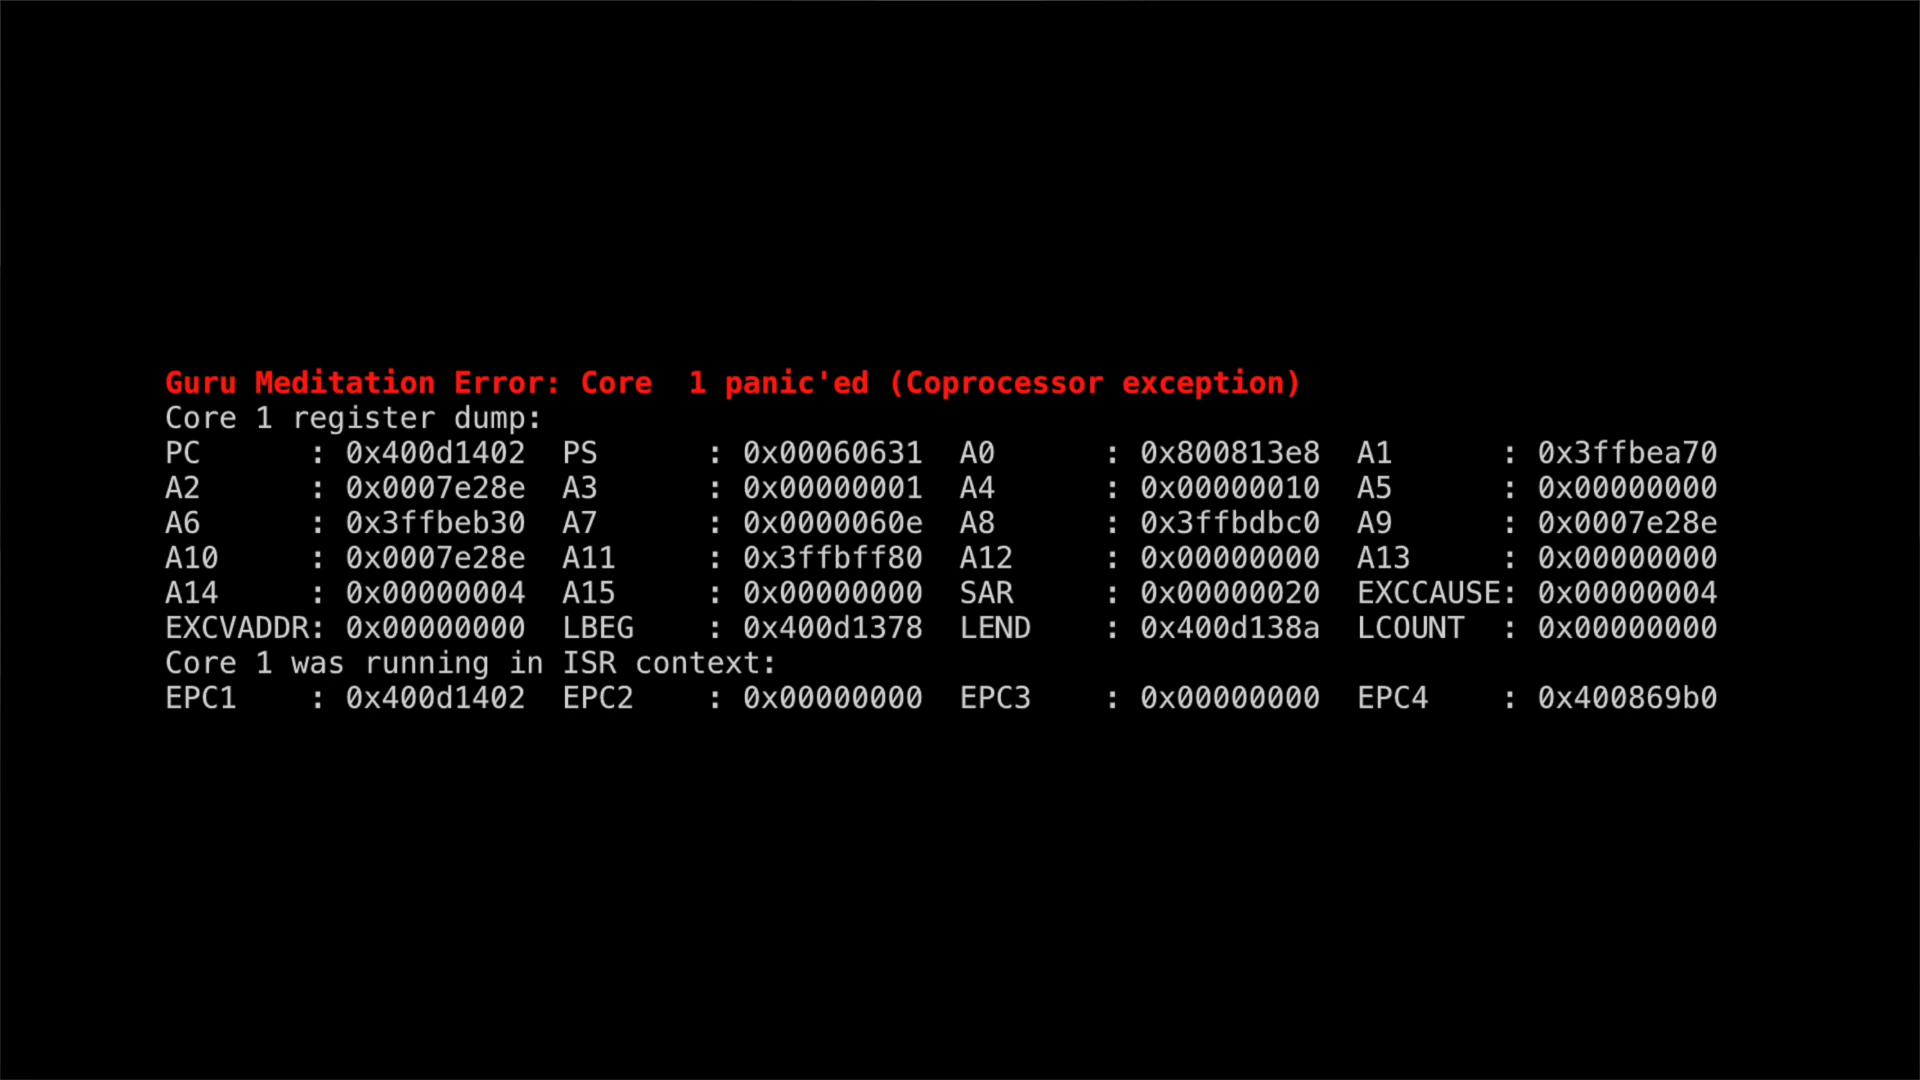 Guru Meditation Error: Core  1 panic'ed (Coprocessor exception)
Core 1 register dump:
PC      : 0x400d1402  PS      : 0x00060631  A0      : 0x800813e8  A1      : 0x3ffbea70
A2      : 0x0007e28e  A3      : 0x00000001  A4      : 0x00000010  A5      : 0x00000000
A6      : 0x3ffbeb30  A7      : 0x0000060e  A8      : 0x3ffbdbc0  A9      : 0x0007e28e
A10     : 0x0007e28e  A11     : 0x3ffbff80  A12     : 0x00000000  A13     : 0x00000000
A14     : 0x00000004  A15     : 0x00000000  SAR     : 0x00000020  EXCCAUSE: 0x00000004
EXCVADDR: 0x00000000  LBEG    : 0x400d1378  LEND    : 0x400d138a  LCOUNT  : 0x00000000
Core 1 was running in ISR context:
EPC1    : 0x400d1402  EPC2    : 0x00000000  EPC3    : 0x00000000  EPC4    : 0x400869b0